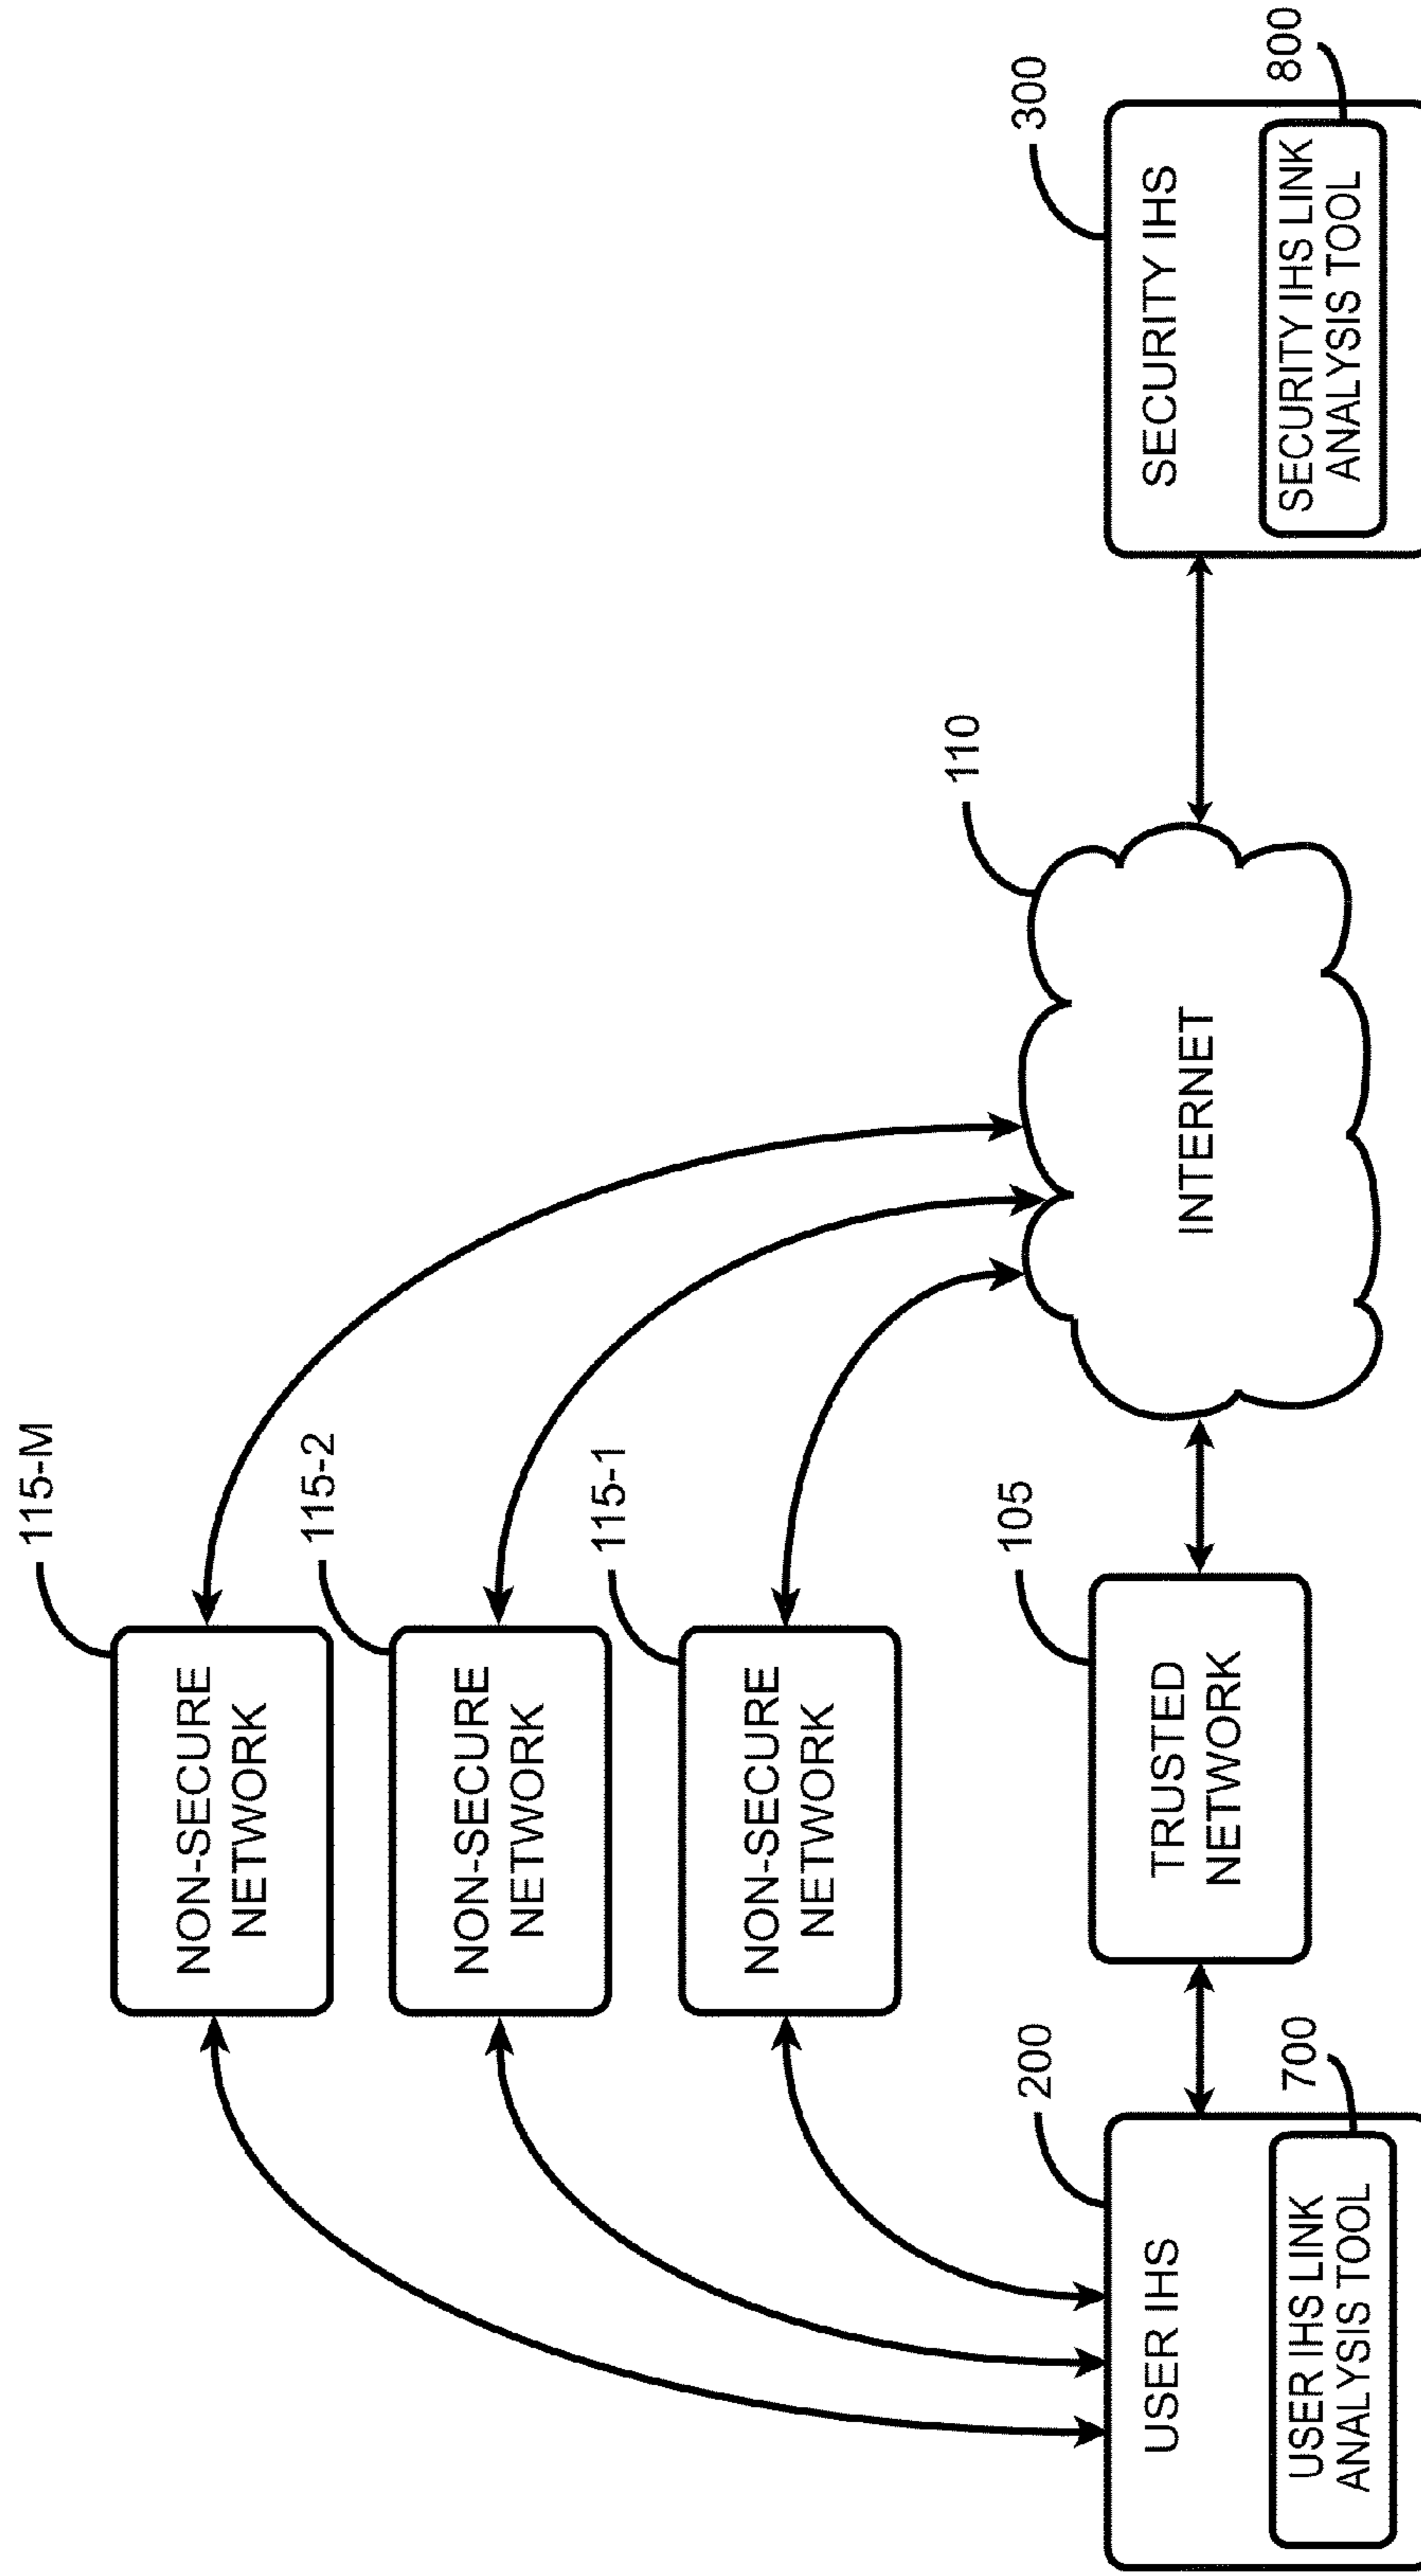 115-M
NON-SECURE
NETWORK
115-2
NON-SECURE
NETWORK
115-1
NON-SECURE
NETWORK
200
USER IHS
700
USER IHS LINK
ANALYSIS TOOL
105
TRUSTED
NETWORK
110
INTERNET
300
SECURITY IHS
800
SECURITY IHS LINK
ANALYSIS TOOL